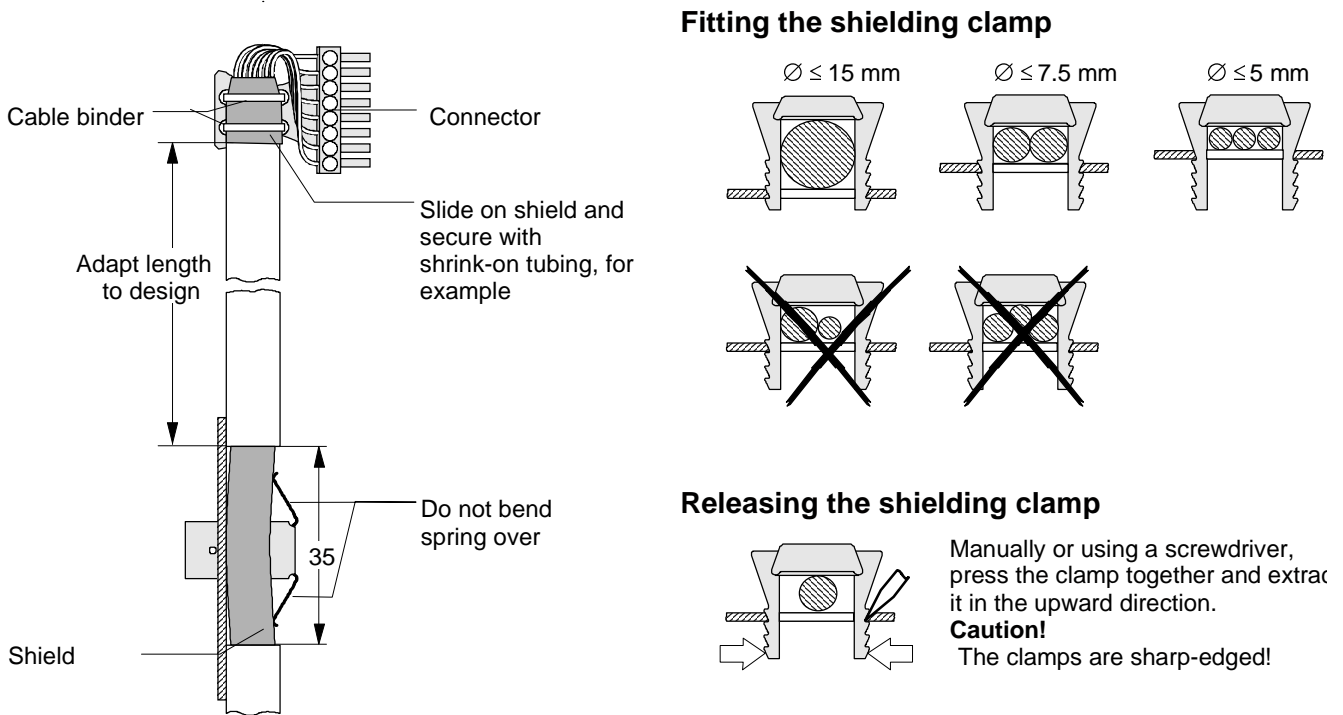 Cable binder
Connector
Slide on shield and
secure with
shrink-on tubing, for
example
Adapt length
to design
Do not bend
spring over
35
Shield
Fitting the shielding clamp
∅ ≤ 15 mm
∅ ≤ 7.5 mm
∅ ≤ 5 mm
Releasing the shielding clamp
Manually or using a screwdriver,
press the clamp together and extrac
it in the upward direction.
Caution!
The clamps are sharp-edged!